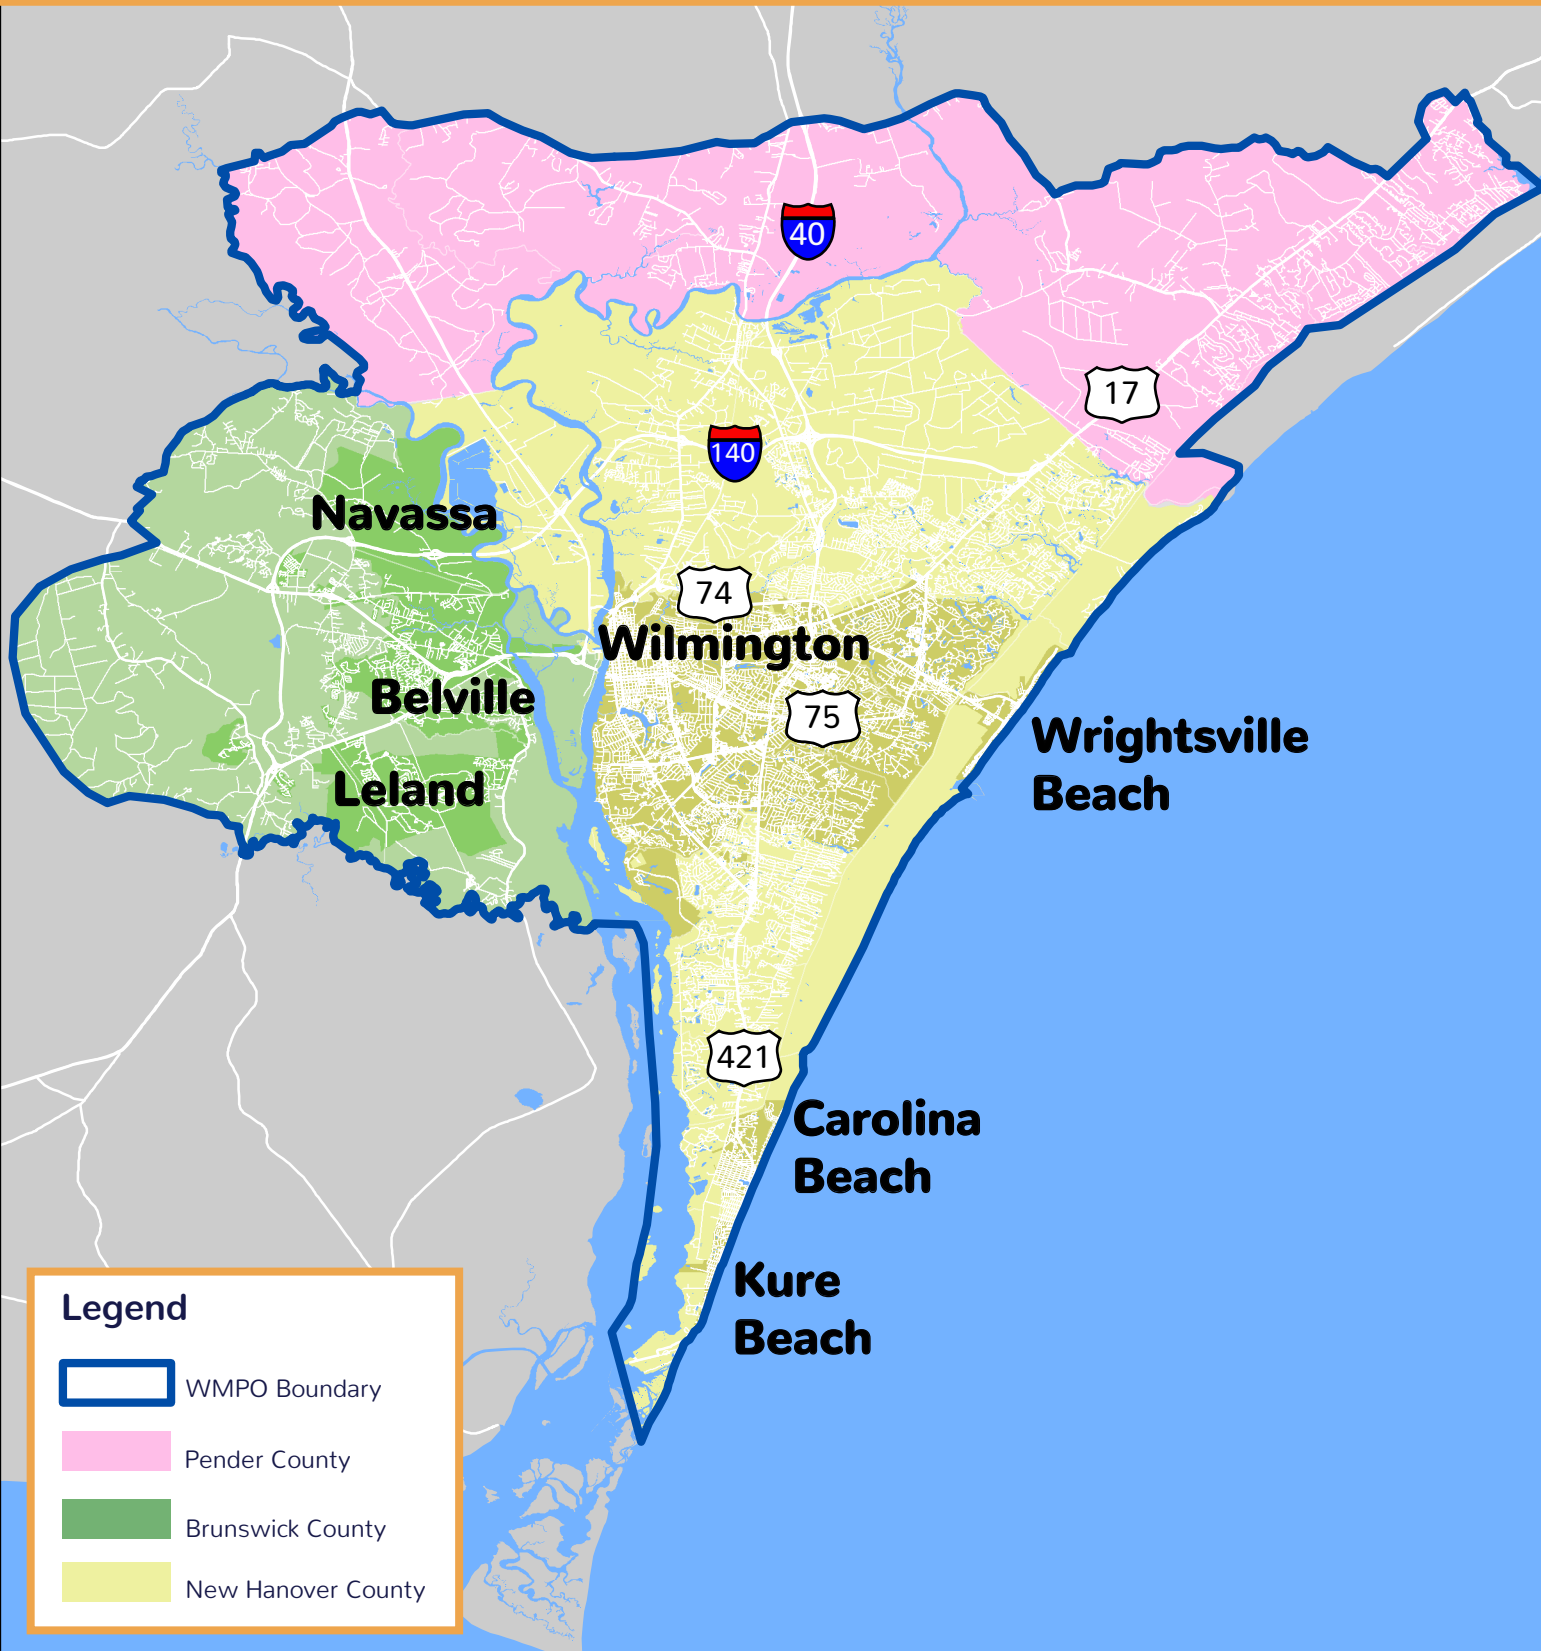 40
17
140
Navassa
74
Wilmington
Belville
75
Wrightsville
Beach
Leland
421
Carolina
Beach
Kure
Beach
Legend
WMPO Boundary
Pender County
Brunswick County
New Hanover County